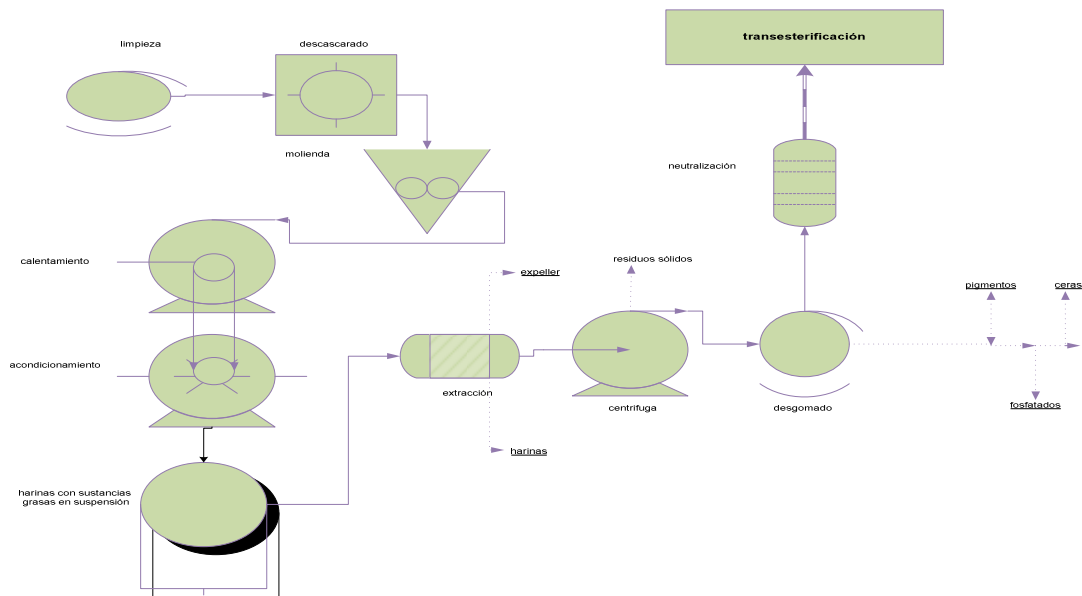 limpieza
descascarado
transesterificación
molienda
neutralización
calentamiento
residuos sólidos
expeller
pigmentos
ceras
acondicionamiento
extracción
centrifuga
desgomado
fosfatados
harinas
harinas con sustancias
grasas en suspensión